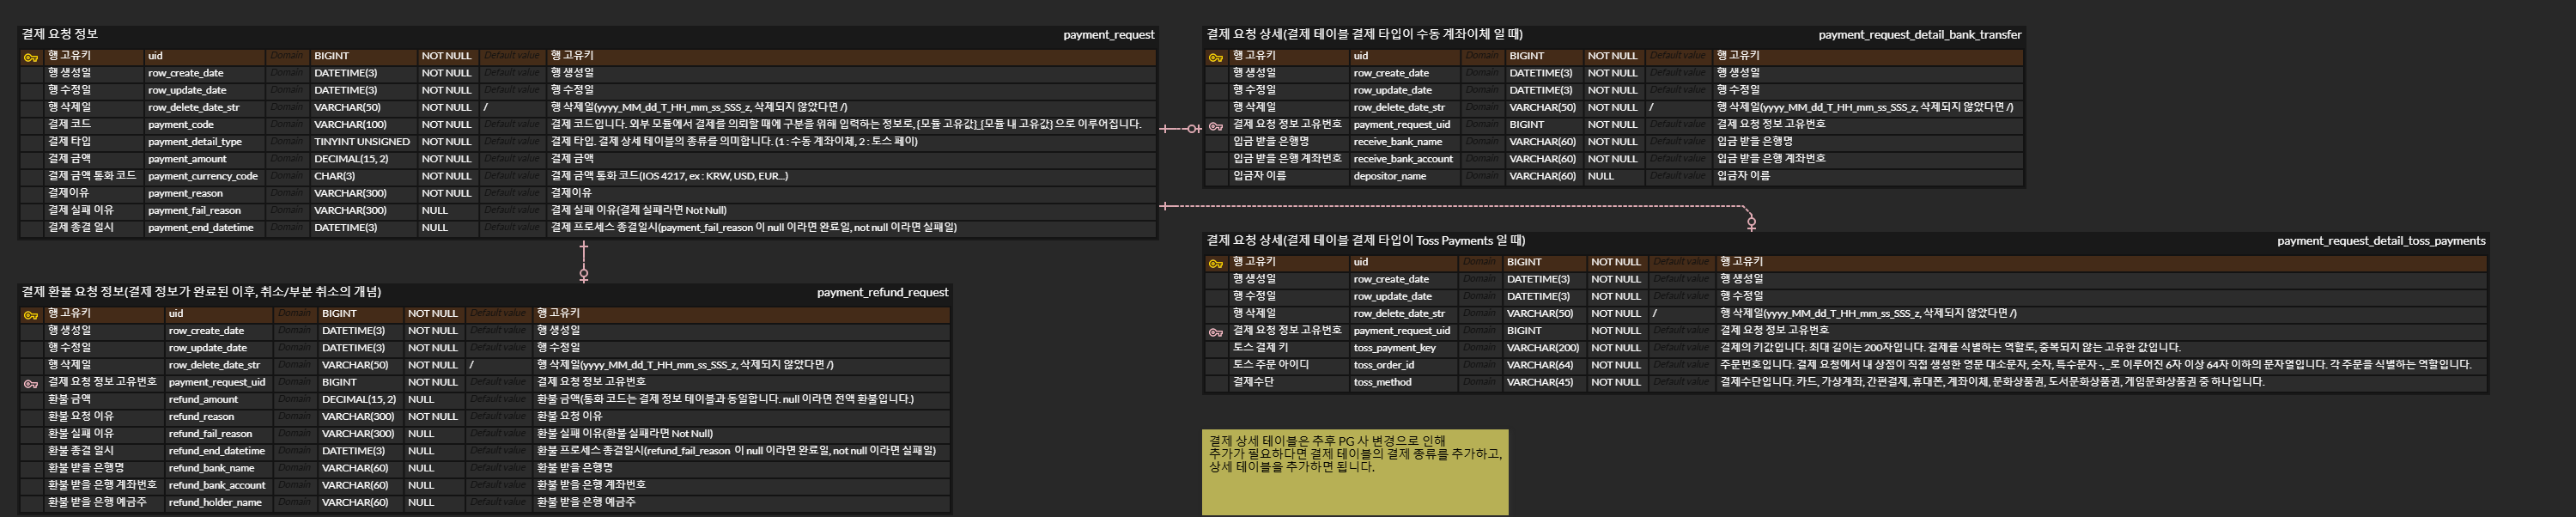 결제 요청 정보 payment_request
행 고유키 uid Domain BIGINT NOT NULL Default value 행 고유키
행 생성일 row_create_date Domain DATETIME(3) NOT NULL Default value 행 생성일
행 수정일 row_update_date Domain DATETIME(3) NOT NULL Default value 행 수정일
행 삭제일 row_delete_date_str Domain VARCHAR(50) NOT NULL / 행 삭제일(yyyy_MM_dd_T_HH_mm_ss_SSS_z, 삭제되지 않았다면 /)
결제 코드 payment_code Domain VARCHAR(100) NOT NULL Default value 결제 코드입니다. 외부 모듈에서 결제를 의뢰할 때에 구분을 위해 입력하는 정보로, {모듈 고유값}_{모듈 내 고유값} 으로 이루어집니다.
결제 타입 payment_detail_type Domain TINYINT UNSIGNED NOT NULL Default value 결제 타입. 결제 상세 테이블의 종류를 의미합니다. (1 : 수동 계좌이체, 2 : 토스 페이)
결제 금액 payment_amount Domain DECIMAL(15, 2) NOT NULL Default value 결제 금액
결제 금액 통화 코드 payment_currency_code Domain CHAR(3) NOT NULL Default value 결제 금액 통화 코드(IOS 4217, ex : KRW, USD, EUR...)
결제이유 payment_reason Domain VARCHAR(300) NOT NULL Default value 결제이유
결제 실패 이유 payment_fail_reason Domain VARCHAR(300) NULL Default value 결제 실패 이유(결제 실패라면 Not Null)
결제 종결 일시 payment_end_datetime Domain DATETIME(3) NULL Default value 결제 프로세스 종결일시(payment_fail_reason 이 null 이라면 완료일, not null 이라면 실패일)
결제 요청 상세(결제 테이블 결제 타입이 수동 계좌이체 일 때) payment_request_detail_bank_transfer
행 고유키 uid Domain BIGINT NOT NULL Default value 행 고유키
행 생성일 row_create_date Domain DATETIME(3) NOT NULL Default value 행 생성일
행 수정일 row_update_date Domain DATETIME(3) NOT NULL Default value 행 수정일
행 삭제일 row_delete_date_str Domain VARCHAR(50) NOT NULL / 행 삭제일(yyyy_MM_dd_T_HH_mm_ss_SSS_z, 삭제되지 않았다면 /)
결제 요청 정보 고유번호 payment_request_uid Domain BIGINT NOT NULL Default value 결제 요청 정보 고유번호
입금 받을 은행명 receive_bank_name Domain VARCHAR(60) NOT NULL Default value 입금 받을 은행명
입금 받을 은행 계좌번호 receive_bank_account Domain VARCHAR(60) NOT NULL Default value 입금 받을 은행 계좌번호
입금자 이름 depositor_name Domain VARCHAR(60) NULL Default value 입금자 이름
결제 요청 상세(결제 테이블 결제 타입이 Toss Payments 일 때) payment_request_detail_toss_payments
행 고유키 uid Domain BIGINT NOT NULL Default value 행 고유키
행 생성일 row_create_date Domain DATETIME(3) NOT NULL Default value 행 생성일
행 수정일 row_update_date Domain DATETIME(3) NOT NULL Default value 행 수정일
행 삭제일 row_delete_date_str Domain VARCHAR(50) NOT NULL / 행 삭제일(yyyy_MM_dd_T_HH_mm_ss_SSS_z, 삭제되지 않았다면 /)
결제 요청 정보 고유번호 payment_request_uid Domain BIGINT NOT NULL Default value 결제 요청 정보 고유번호
토스 결제 키 toss_payment_key Domain VARCHAR(200) NOT NULL Default value 결제의 키값입니다. 최대 길이는 200자입니다. 결제를 식별하는 역할로, 중복되지 않는 고유한 값입니다.
토스 주문 아이디 toss_order_id Domain VARCHAR(64) NOT NULL Default value 주문번호입니다. 결제 요청에서 내 상점이 직접 생성한 영문 대소문자, 숫자, 특수문자 -, _로 이루어진 6자 이상 64자 이하의 문자열입니다. 각 주문을 식별하는 역할입니다.
결제수단 toss_method Domain VARCHAR(45) NOT NULL Default value 결제수단입니다. 카드, 가상계좌, 간편결제, 휴대폰, 계좌이체, 문화상품권, 도서문화상품권, 게임문화상품권 중 하나입니다.
결제 환불 요청 정보(결제 정보가 완료된 이후, 취소/부분 취소의 개념) payment_refund_request
행 고유키 uid Domain BIGINT NOT NULL Default value 행 고유키
행 생성일 row_create_date Domain DATETIME(3) NOT NULL Default value 행 생성일
행 수정일 row_update_date Domain DATETIME(3) NOT NULL Default value 행 수정일
행 삭제일 row_delete_date_str Domain VARCHAR(50) NOT NULL / 행 삭제일(yyyy_MM_dd_T_HH_mm_ss_SSS_z, 삭제되지 않았다면 /)
결제 요청 정보 고유번호 payment_request_uid Domain BIGINT NOT NULL Default value 결제 요청 정보 고유번호
환불 금액 refund_amount Domain DECIMAL(15, 2) NULL Default value 환불 금액(통화 코드는 결제 정보 테이블과 동일합니다. null 이라면 전액 환불입니다.)
환불 요청 이유 refund_reason Domain VARCHAR(300) NOT NULL Default value 환불 요청 이유
환불 실패 이유 refund_fail_reason Domain VARCHAR(300) NULL Default value 환불 실패 이유(환불 실패라면 Not Null)
환불 종결 일시 refund_end_datetime Domain DATETIME(3) NULL Default value 환불 프로세스 종결일시(refund_fail_reason 이 null 이라면 완료일, not null 이라면 실패일)
환불 받을 은행명 refund_bank_name Domain VARCHAR(60) NULL Default value 환불 받을 은행명
환불 받을 은행 계좌번호 refund_bank_account Domain VARCHAR(60) NULL Default value 환불 받을 은행 계좌번호
환불 받을 은행 예금주 refund_holder_name Domain VARCHAR(60) NULL Default value 환불 받을 은행 예금주
결제 상세 테이블은 추후 PG 사 변경으로 인해
추가가 필요하다면 결제 테이블의 결제 종류를 추가하고,
상세 테이블을 추가하면 됩니다.